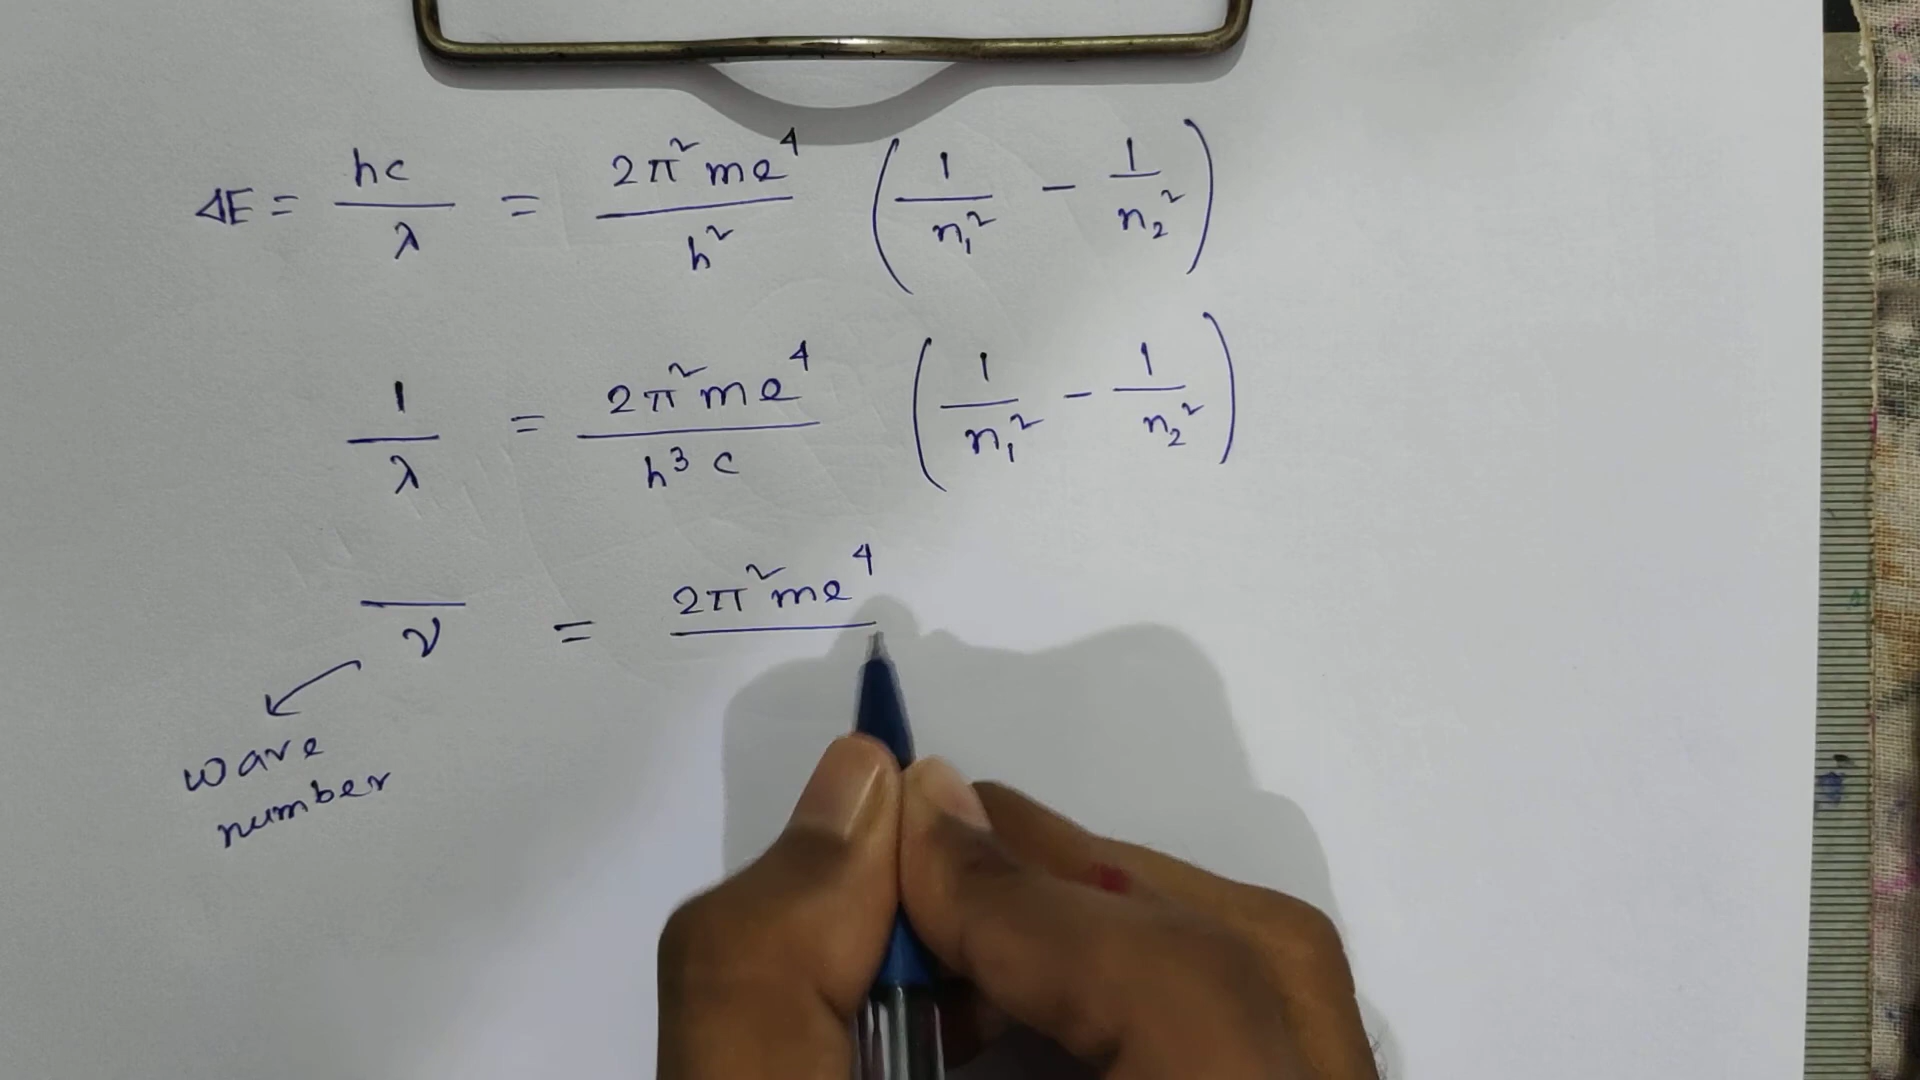 ΔE = hc/λ = 2π²me⁴/h² (1/n₁² − 1/n₂²)
1/λ = 2π²me⁴/h³c (1/n₁² − 1/n₂²)
ν̅ = 2π²me⁴
wave
number